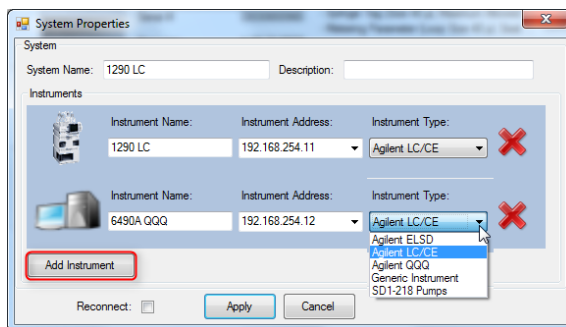 System Properties
System
System Name: 1290 LC Description:
Instruments
Instrument Name: Instrument Address: Instrument Type:
1290 LC 192.168.254.11 Agilent LC/CE
Instrument Name: Instrument Address: Instrument Type:
6490A QQQ 192.168.254.12 Agilent LC/CE
Agilent ELSD
Agilent LC/CE
Agilent QQQ
Generic Instrument
SD1-218 Pumps
Add Instrument
Reconnect: Apply Cancel